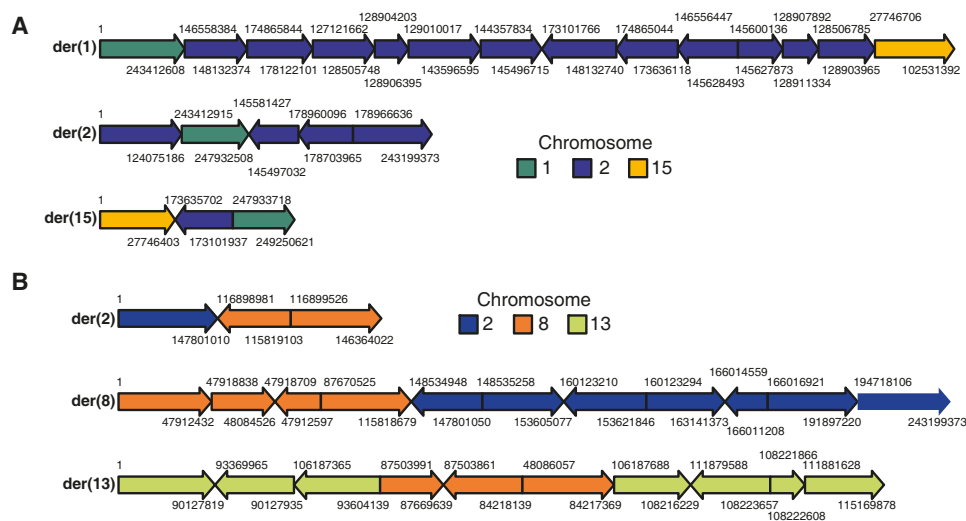 A
128904203 146556447 128907892
1 146558384 174865844 127121662 129010017 144357834 173101766 174865044 145600136 128506785 27746706
der(1)
243412608 148132374 178122101 128505748 143596595 145496715 148132740 173636118 145627873 128903965 102531392
128906395 145628493 128911334
145581427
1 243412915 178960096 178966636
der(2)
124075186 247932508 178703965 243199373
145497032
Chromosome
1 2 15
1 173635702 247933718
der(15)
27746403 173101937 249250621
B
1 116898981 116899526
der(2)
147801010 115819103 146364022
Chromosome
2 8 13
166014559
1 47918838 47918709 87670525 148534948 148535258 160123210 160123294 166016921 194718106
der(8)
47912432 48084526 47912597 115818679 147801050 153605077 153621846 163141373 191897220 243199373
166011208
108221866
1 93369965 106187365 87503991 87503861 48086057 106187688 111879588 111881628
der(13)
90127819 90127935 93604139 87669639 84218139 84217369 108216229 108223657 115169878
108222608